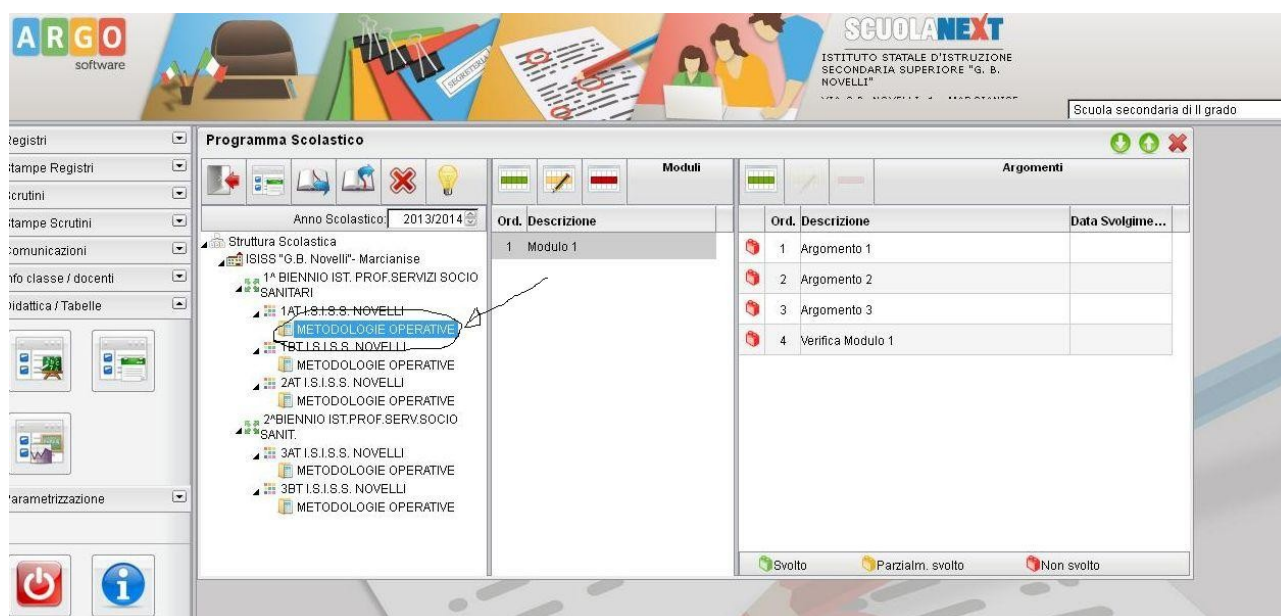 ARGO
software
SEGRETERIA
SCUOLANEXT
ISTITUTO STATALE D'ISTRUZIONE
SECONDARIA SUPERIORE "G. B.
NOVELLI"
Scuola secondaria di II grado
Registri
Stampe Registri
Scrutini
Stampe Scrutini
Comunicazioni
Info classe / docenti
Didattica / Tabelle
Parametrizzazione
Programma Scolastico
Anno Scolastico: 2013/2014
Struttura Scolastica
ISISS "G.B. Novelli"- Marcianise
1^ BIENNIO IST. PROF.SERVIZI SOCIO
SANITARI
1AT I.S.I.S.S. NOVELLI
METODOLOGIE OPERATIVE
1BT I.S.I.S.S. NOVELLI
METODOLOGIE OPERATIVE
2AT I.S.I.S.S. NOVELLI
METODOLOGIE OPERATIVE
2^BIENNIO IST.PROF.SERV.SOCIO
SANIT.
3AT I.S.I.S.S. NOVELLI
METODOLOGIE OPERATIVE
3BT I.S.I.S.S. NOVELLI
METODOLOGIE OPERATIVE
Moduli
Ord. Descrizione
1 Modulo 1
Argomenti
Ord. Descrizione Data Svolgime...
1 Argomento 1
2 Argomento 2
3 Argomento 3
4 Verifica Modulo 1
Svolto Parzialm. svolto Non svolto